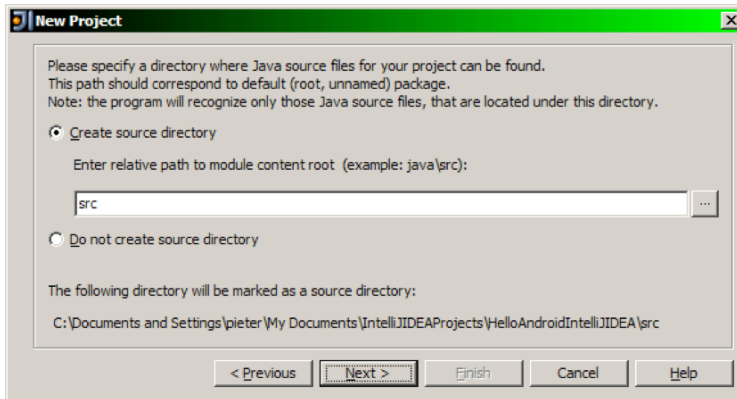 New Project
Please specify a directory where Java source files for your project can be found.
This path should correspond to default (root, unnamed) package.
Note: the program will recognize only those Java source files, that are located under this directory.
Create source directory
Enter relative path to module content root (example: java\src):
src
...
Do not create source directory
The following directory will be marked as a source directory:
C:\Documents and Settings\pieter\My Documents\IntelliJIDEAProjects\HelloAndroidIntelliJIDEA\src
< Previous Next > Finish Cancel Help